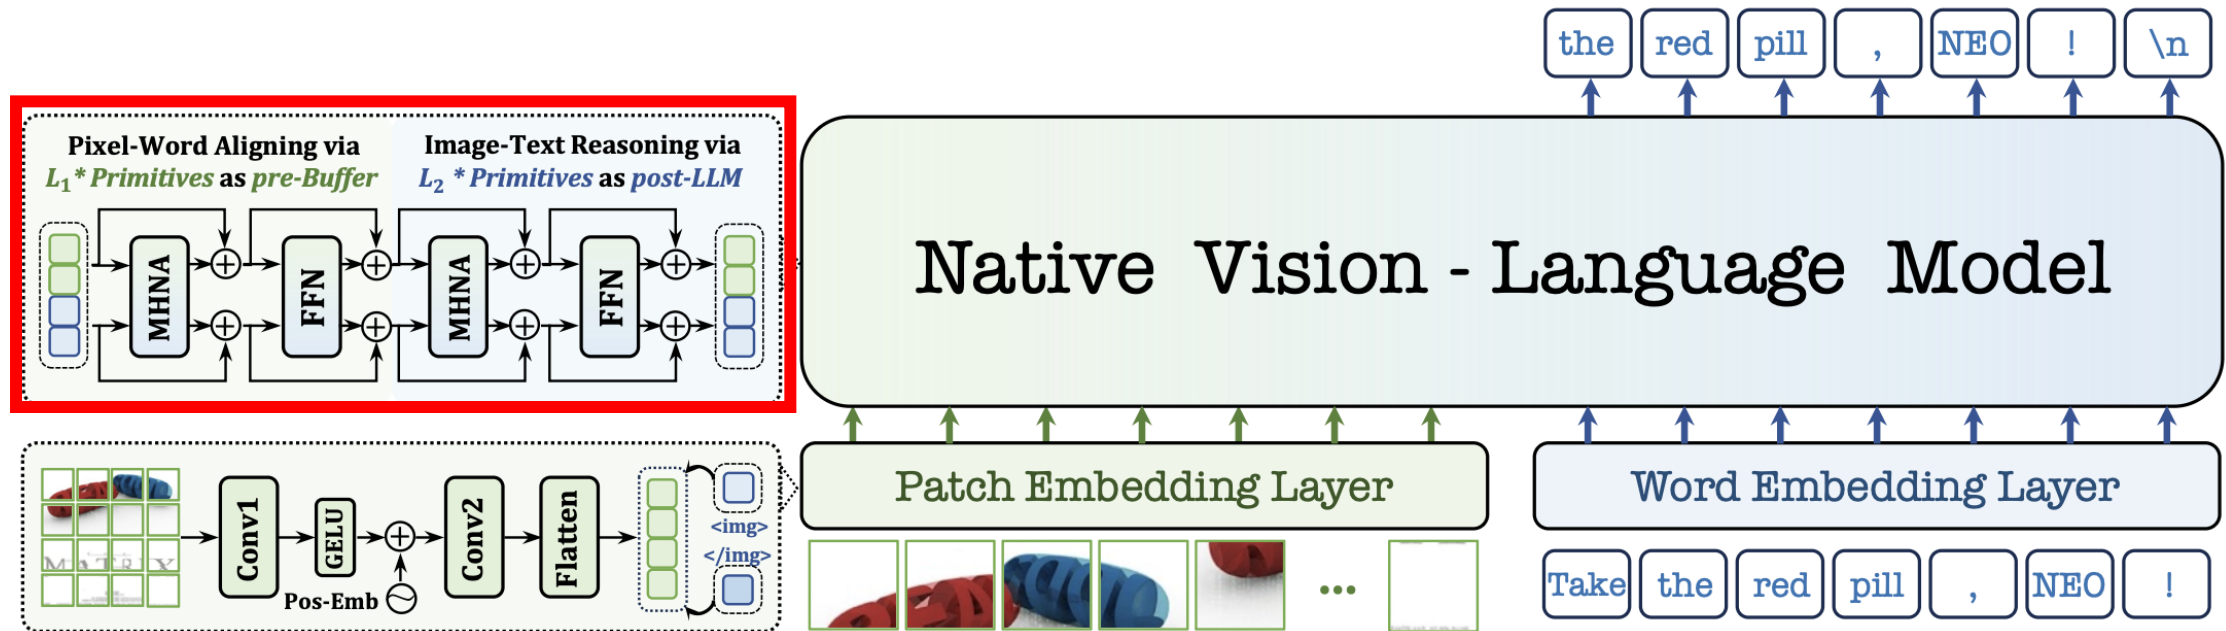 the red pill , NEO ! \n
Pixel-Word Aligning via
L1* Primitives as pre-Buffer
Image-Text Reasoning via
L2 * Primitives as post-LLM
MHNA
FFN
MHNA
FFN
Native Vision - Language Model
Patch Embedding Layer
Word Embedding Layer
MATRIX
Conv1
GELU
Pos-Emb
Conv2
Flatten
<img>
</img>
...
Take the red pill , NEO !